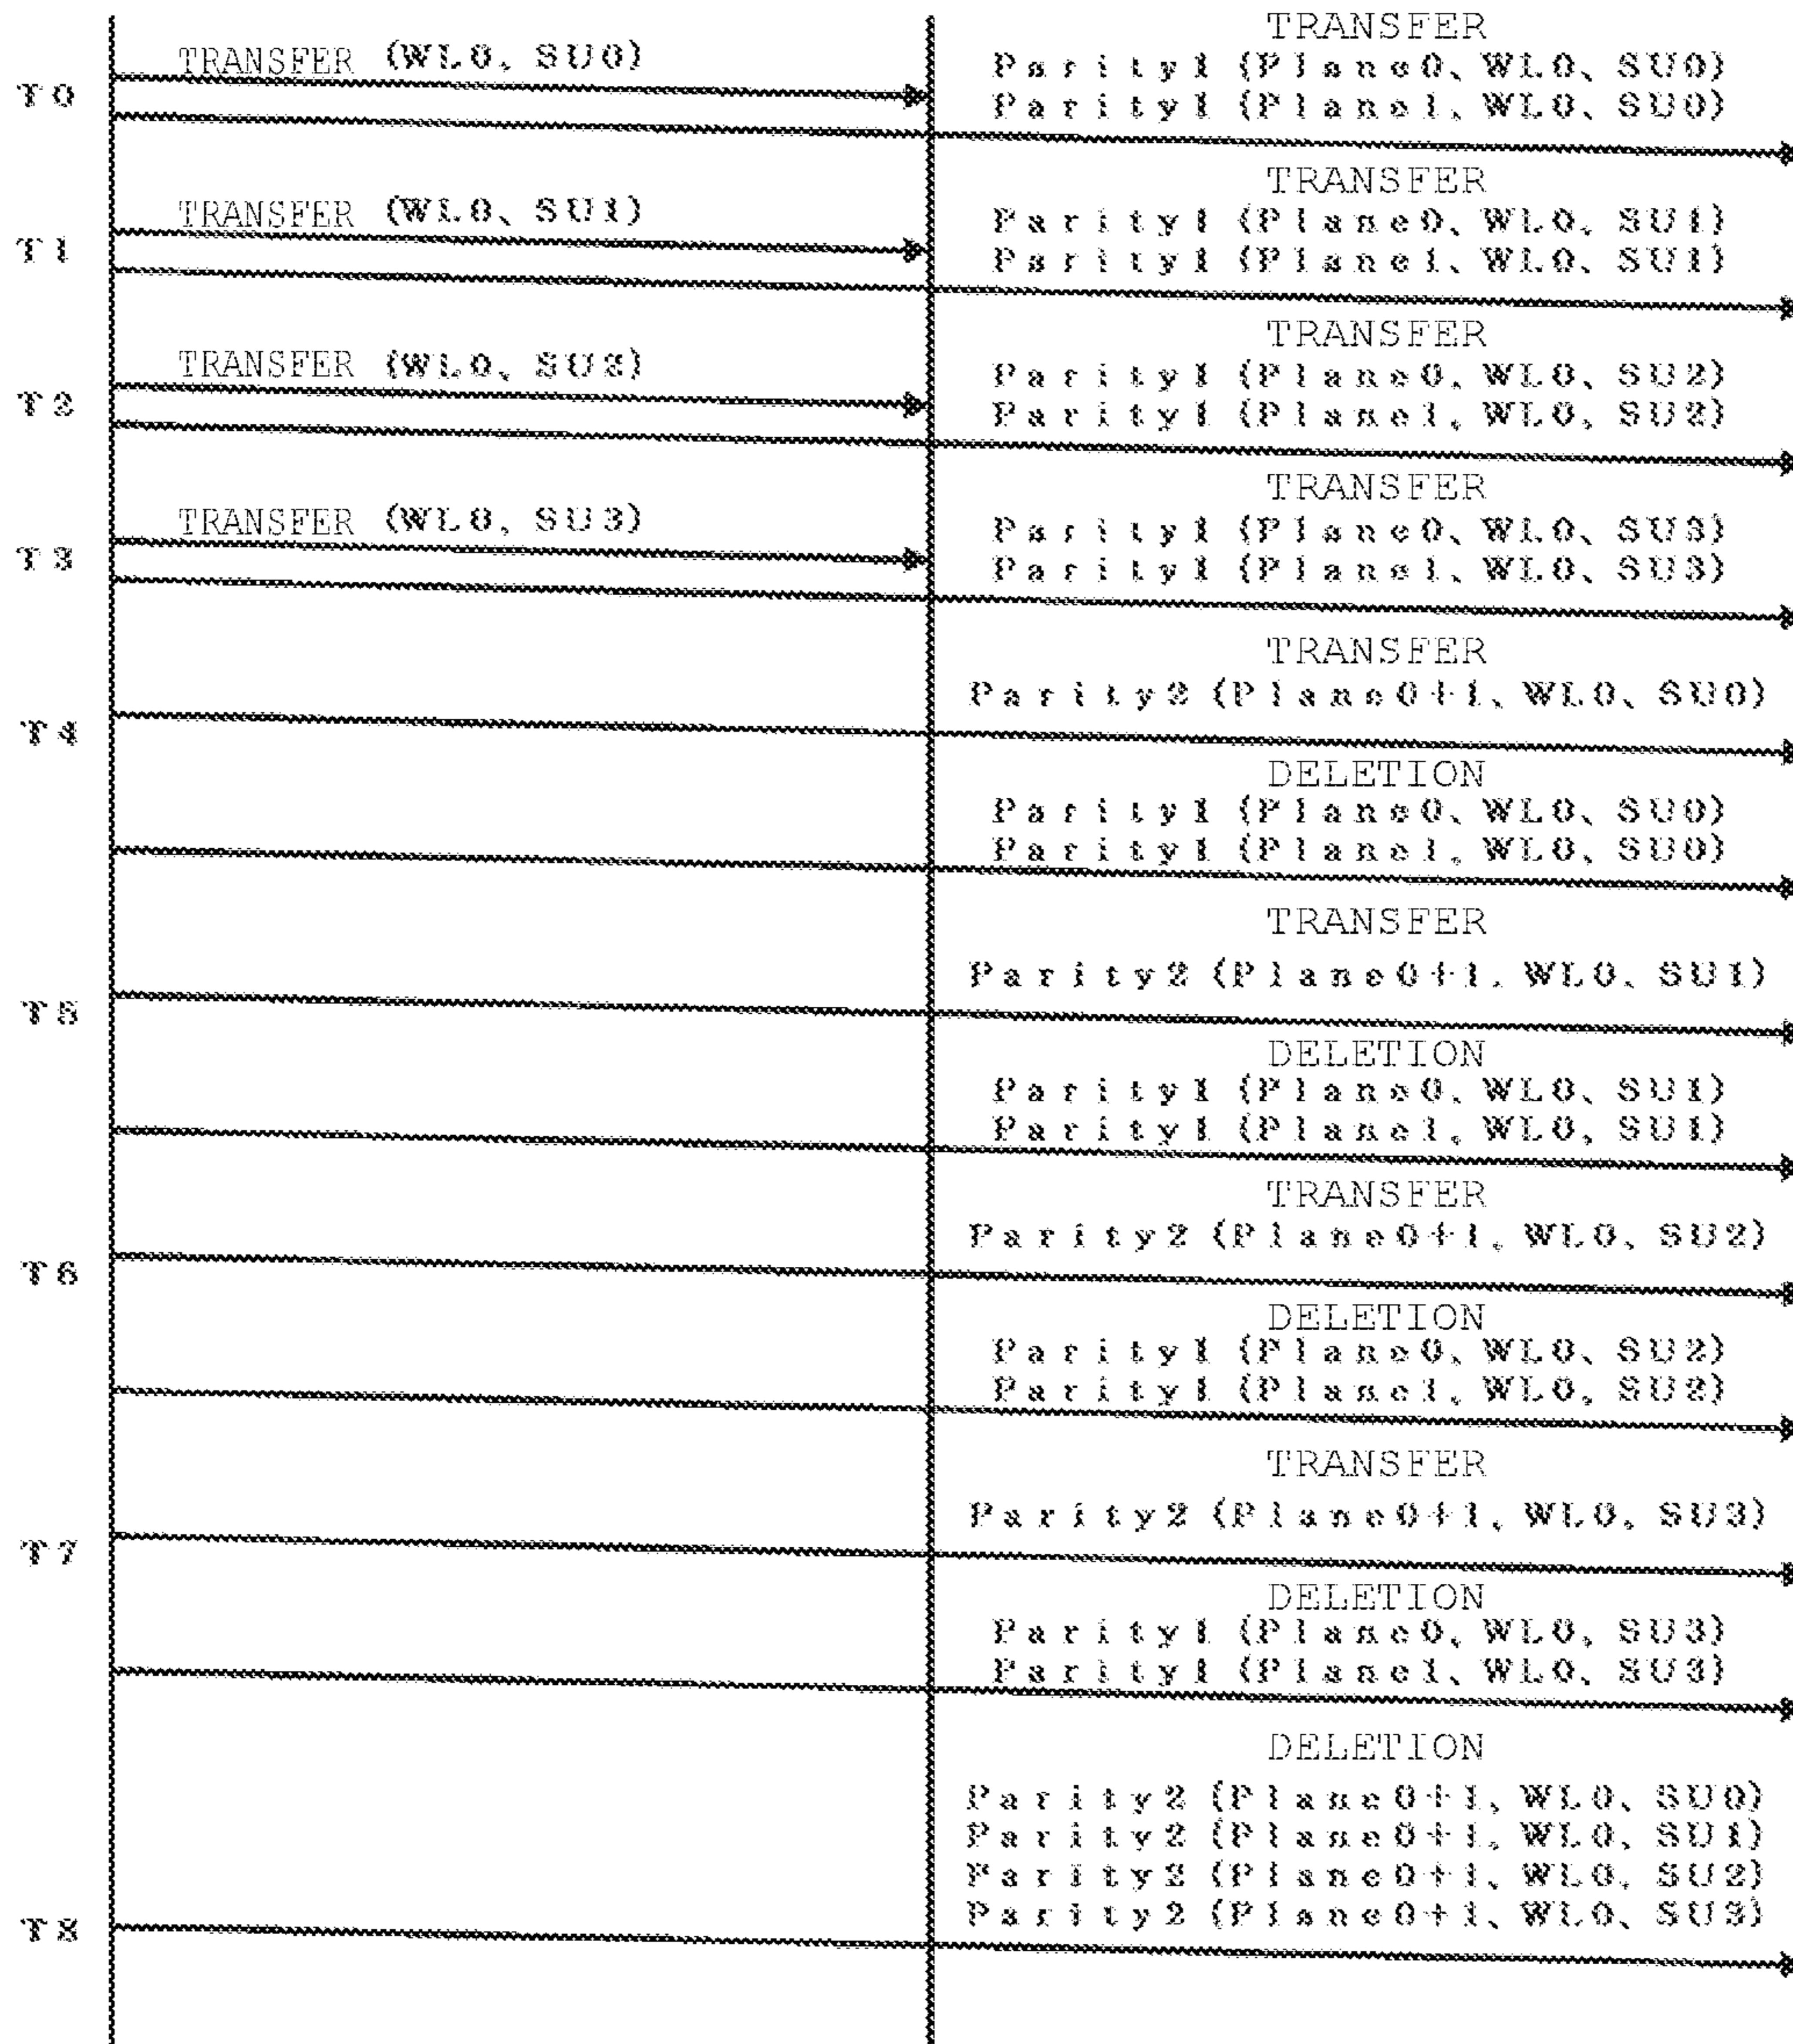 TRANSFER
TRANSFER (WL0, SU0)
Parity1 (Plane0、WL0、SU0)
T0
Parity1 (Plane1、WL0、SU0)
TRANSFER
TRANSFER (WL0、SU1)
Parity1 (Plane0、WL0、SU1)
T1
Parity1 (Plane1、WL0、SU1)
TRANSFER
TRANSFER (WL0、SU2)
Parity1 (Plane0、WL0、SU2)
T2
Parity1 (Plane1、WL0、SU2)
TRANSFER
TRANSFER (WL0、SU3)
Parity1 (Plane0、WL0、SU3)
T3
Parity1 (Plane1、WL0、SU3)
TRANSFER
Parity2 (Plane0+1、WL0、SU0)
T4
DELETION
Parity1 (Plane0、WL0、SU0)
Parity1 (Plane1、WL0、SU0)
TRANSFER
Parity2 (Plane0+1、WL0、SU1)
T5
DELETION
Parity1 (Plane0、WL0、SU1)
Parity1 (Plane1、WL0、SU1)
TRANSFER
Parity2 (Plane0+1、WL0、SU2)
T6
DELETION
Parity1 (Plane0、WL0、SU2)
Parity1 (Plane1、WL0、SU2)
TRANSFER
Parity2 (Plane0+1、WL0、SU3)
T7
DELETION
Parity1 (Plane0、WL0、SU3)
Parity1 (Plane1、WL0、SU3)
DELETION
Parity2 (Plane0+1、WL0、SU0)
Parity2 (Plane0+1、WL0、SU1)
Parity2 (Plane0+1、WL0、SU2)
Parity2 (Plane0+1、WL0、SU3)
T8